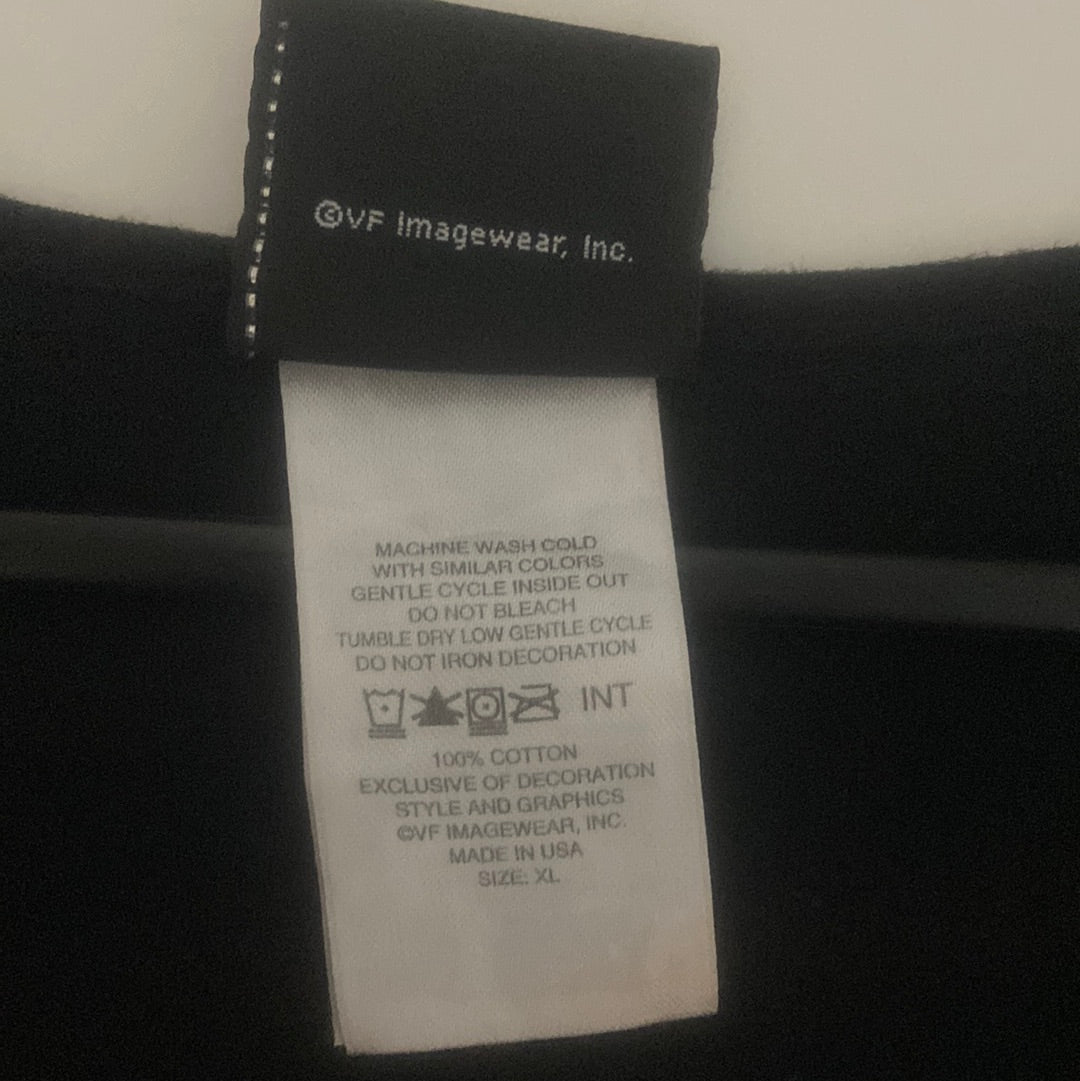 ©VF Imagewear, Inc.
MACHINE WASH COLD
WITH SIMILAR COLORS
GENTLE CYCLE INSIDE OUT
DO NOT BLEACH
TUMBLE DRY LOW GENTLE CYCLE
DO NOT IRON DECORATION
INT
100% COTTON
EXCLUSIVE OF DECORATION
STYLE AND GRAPHICS
©VF IMAGEWEAR, INC.
MADE IN USA
SIZE: XL